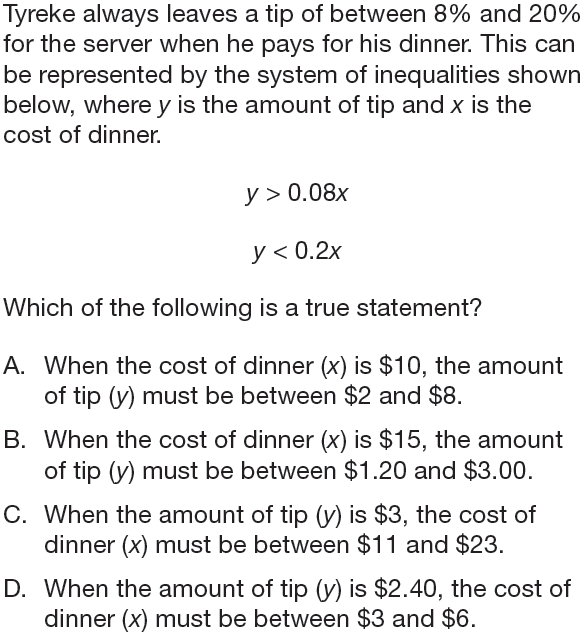 Tyreke always leaves a tip of between 8% and 20%
for the server when he pays for his dinner. This can
be represented by the system of inequalities shown
below, where y is the amount of tip and x is the
cost of dinner.
y > 0.08x
y < 0.2x
Which of the following is a true statement?
A. When the cost of dinner (x) is $10, the amount
of tip (y) must be between $2 and $8.
B. When the cost of dinner (x) is $15, the amount
of tip (y) must be between $1.20 and $3.00.
C. When the amount of tip (y) is $3, the cost of
dinner (x) must be between $11 and $23.
D. When the amount of tip (y) is $2.40, the cost of
dinner (x) must be between $3 and $6.